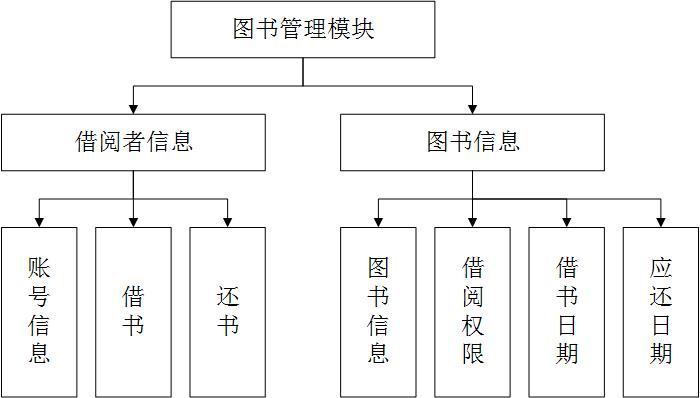 图书管理模块
借阅者信息
图书信息
账号信息
借书
还书
图书信息
借阅权限
借书日期
应还日期